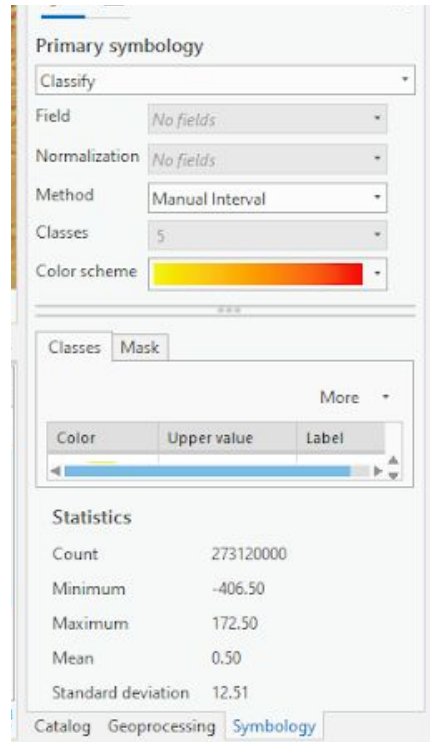 Primary symbology
Classify
Field No fields
Normalization No fields
Method Manual Interval
Classes 5
Color scheme
Classes Mask
More
Color Upper value Label
Statistics
Count 273120000
Minimum -406.50
Maximum 172.50
Mean 0.50
Standard deviation 12.51
Catalog Geoprocessing Symbology